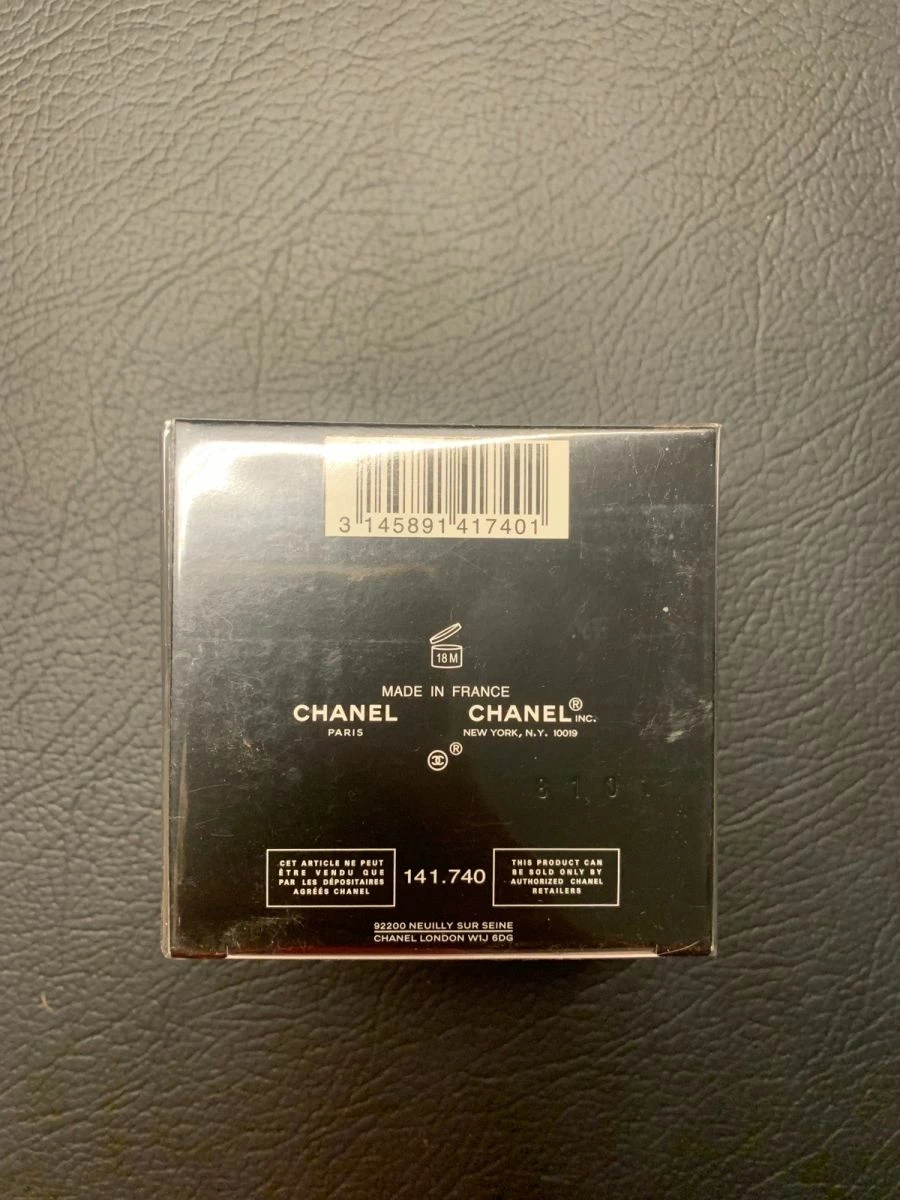 3 145891 417401
18 M
MADE IN FRANCE
CHANEL
PARIS
CHANEL® INC.
NEW YORK, N.Y. 10019
®
CET ARTICLE NE PEUT
ÊTRE VENDU QUE
PAR LES DÉPOSITAIRES
AGRÉÉS CHANEL
141.740
THIS PRODUCT CAN
BE SOLD ONLY BY
AUTHORIZED CHANEL
RETAILERS
92200 NEUILLY SUR SEINE
CHANEL LONDON W1J 6DG